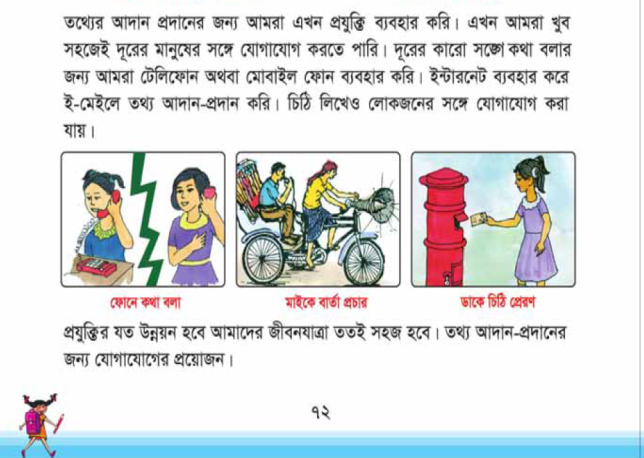 তথ্যের আদান প্রদানের জন্য আমরা এখন প্রযুক্তি ব্যবহার করি। এখন আমরা খুব
সহজেই দূরের মানুষের সঙ্গে যোগাযোগ করতে পারি। দূরের কারো সঙ্গে কথা বলার
জন্য আমরা টেলিফোন অথবা মোবাইল ফোন ব্যবহার করি। ইন্টারনেট ব্যবহার করে
ই-মেইলে তথ্য আদান-প্রদান করি। চিঠি লিখেও লোকজনের সঙ্গে যোগাযোগ করা
যায়।
ফোনে কথা বলা
মাইকে বার্তা প্রচার
ডাকে চিঠি প্রেরণ
প্রযুক্তির যত উন্নয়ন হবে আমাদের জীবনযাত্রা ততই সহজ হবে। তথ্য আদান-প্রদানের
জন্য যোগাযোগের প্রয়োজন।
৭২